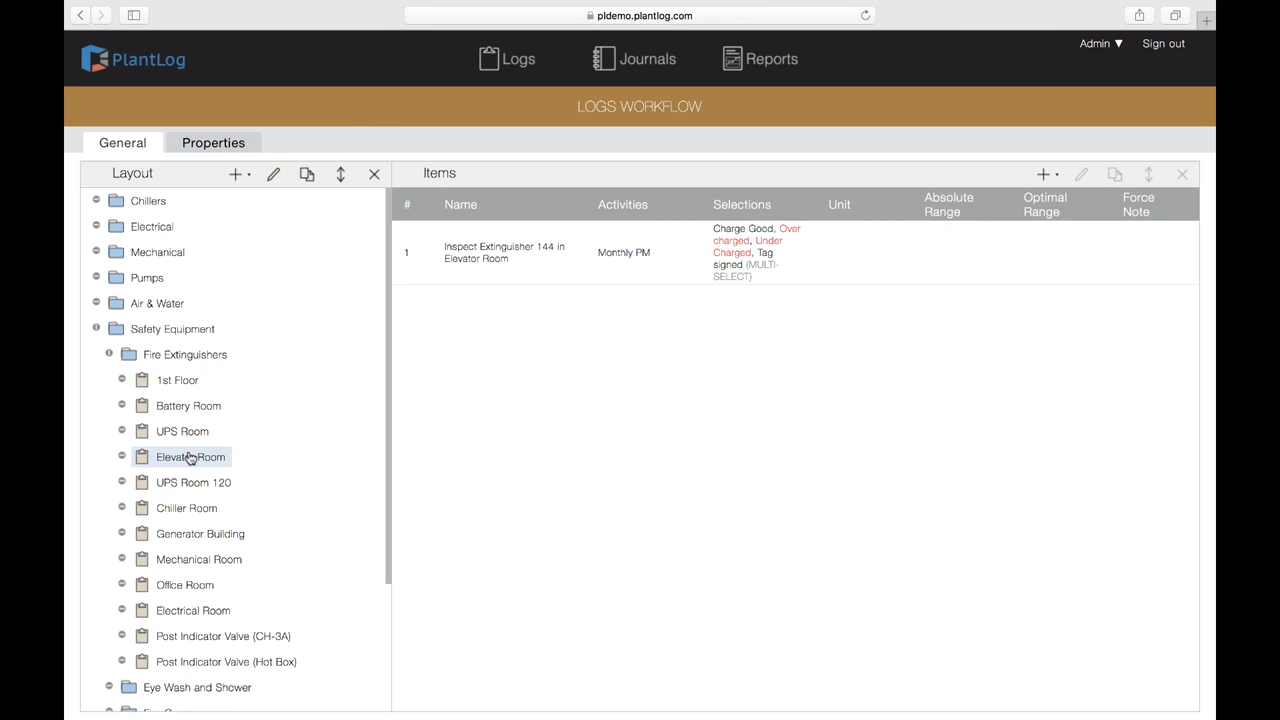 pldemo.plantlog.com
PlantLog
Logs
Journals
Reports
Admin ▼
Sign out
LOGS WORKFLOW
General
Properties
Layout
Items
Chillers
Electrical
Mechanical
Pumps
Air & Water
Safety Equipment
Fire Extinguishers
1st Floor
Battery Room
UPS Room
Elevator Room
UPS Room 120
Chiller Room
Generator Building
Mechanical Room
Office Room
Electrical Room
Post Indicator Valve (CH-3A)
Post Indicator Valve (Hot Box)
Eye Wash and Shower
# Name Activities Selections Unit Absolute Range Optimal Range Force Note
1
Inspect Extinguisher 144 in
Elevator Room
Monthly PM
Charge Good, Over
charged, Under
Charged, Tag
signed (MULTI-
SELECT)